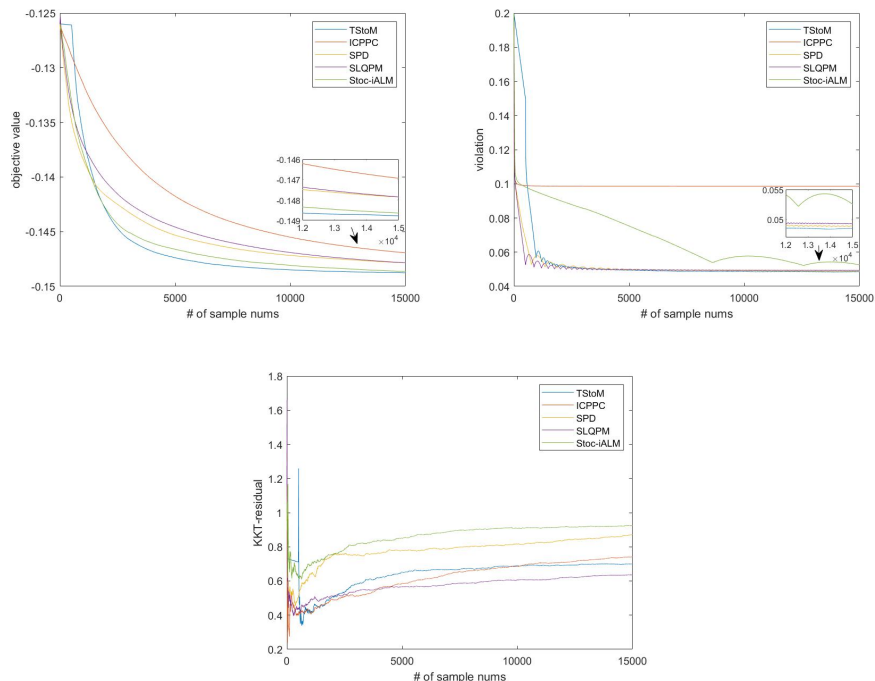 -0.125
-0.13
-0.135
-0.14
-0.145
-0.15
objective value
0
5000
10000
15000
# of sample nums
TStoM
ICPPC
SPD
SLQPM
Stoc-iALM
-0.146
-0.147
-0.148
-0.149
1.2
1.3
1.4
1.5
×10⁴
0.2
0.18
0.16
0.14
0.12
0.1
0.08
0.06
0.04
violation
0
5000
10000
15000
# of sample nums
TStoM
ICPPC
SPD
SLQPM
Stoc-iALM
0.055
0.05
1.2
1.3
1.4
1.5
×10⁴
1.8
1.6
1.4
1.2
1
0.8
0.6
0.4
0.2
KKT-residual
0
5000
10000
15000
# of sample nums
TStoM
ICPPC
SPD
SLQPM
Stoc-iALM